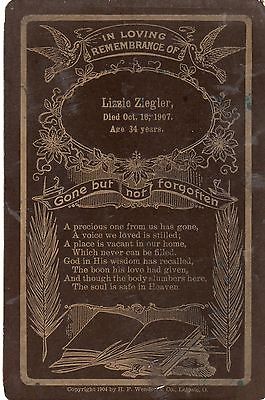 IN LOVING
REMEMBRANCE OF
Lizzie Ziegler,
Died Oct. 16, 1907.
Age 34 years.
Gone but not forgotten
A precious one from us has gone,
A voice we loved is stilled;
A place is vacant in our home,
Which never can be filled.
God in His wisdom has recalled,
The boon his love had given,
And though the body slumbers here,
The soul is safe in Heaven
Copyright 1904 by H. F. Wendell & Co., Leipsic, O.